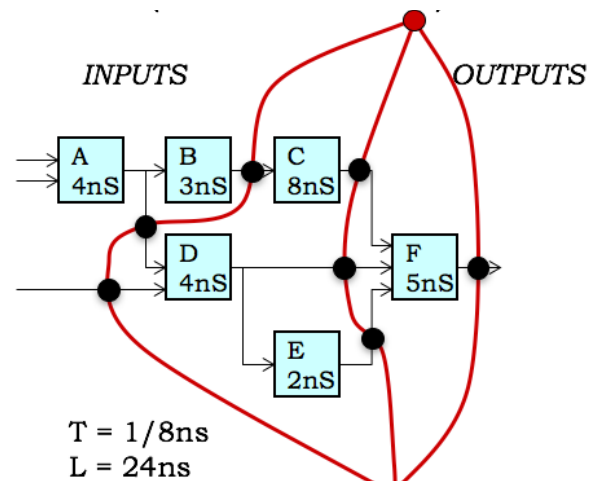 INPUTS
OUTPUTS
A
4nS
B
3nS
C
8nS
D
4nS
F
5nS
E
2nS
T = 1/8ns
L = 24ns